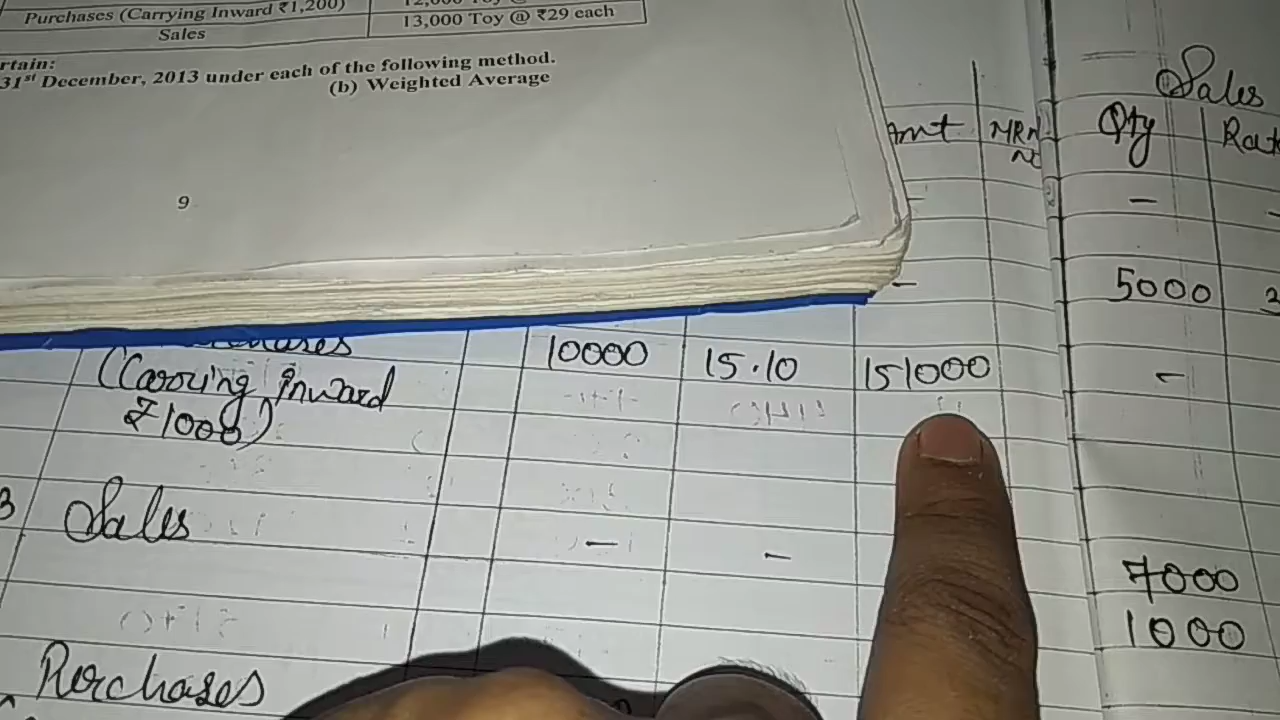 Purchases (Carrying Inward ₹1,200)
Sales
13,000 Toy @ ₹29 each
rtain:
31st December, 2013 under each of the following method.
(b) Weighted Average
9
Sales
Amt
MRN
Qty
Rat
-
5000
(Carring inward
₹1000)
10000
15.10
151000
-
Sales
-
-
7000
1000
Purchases